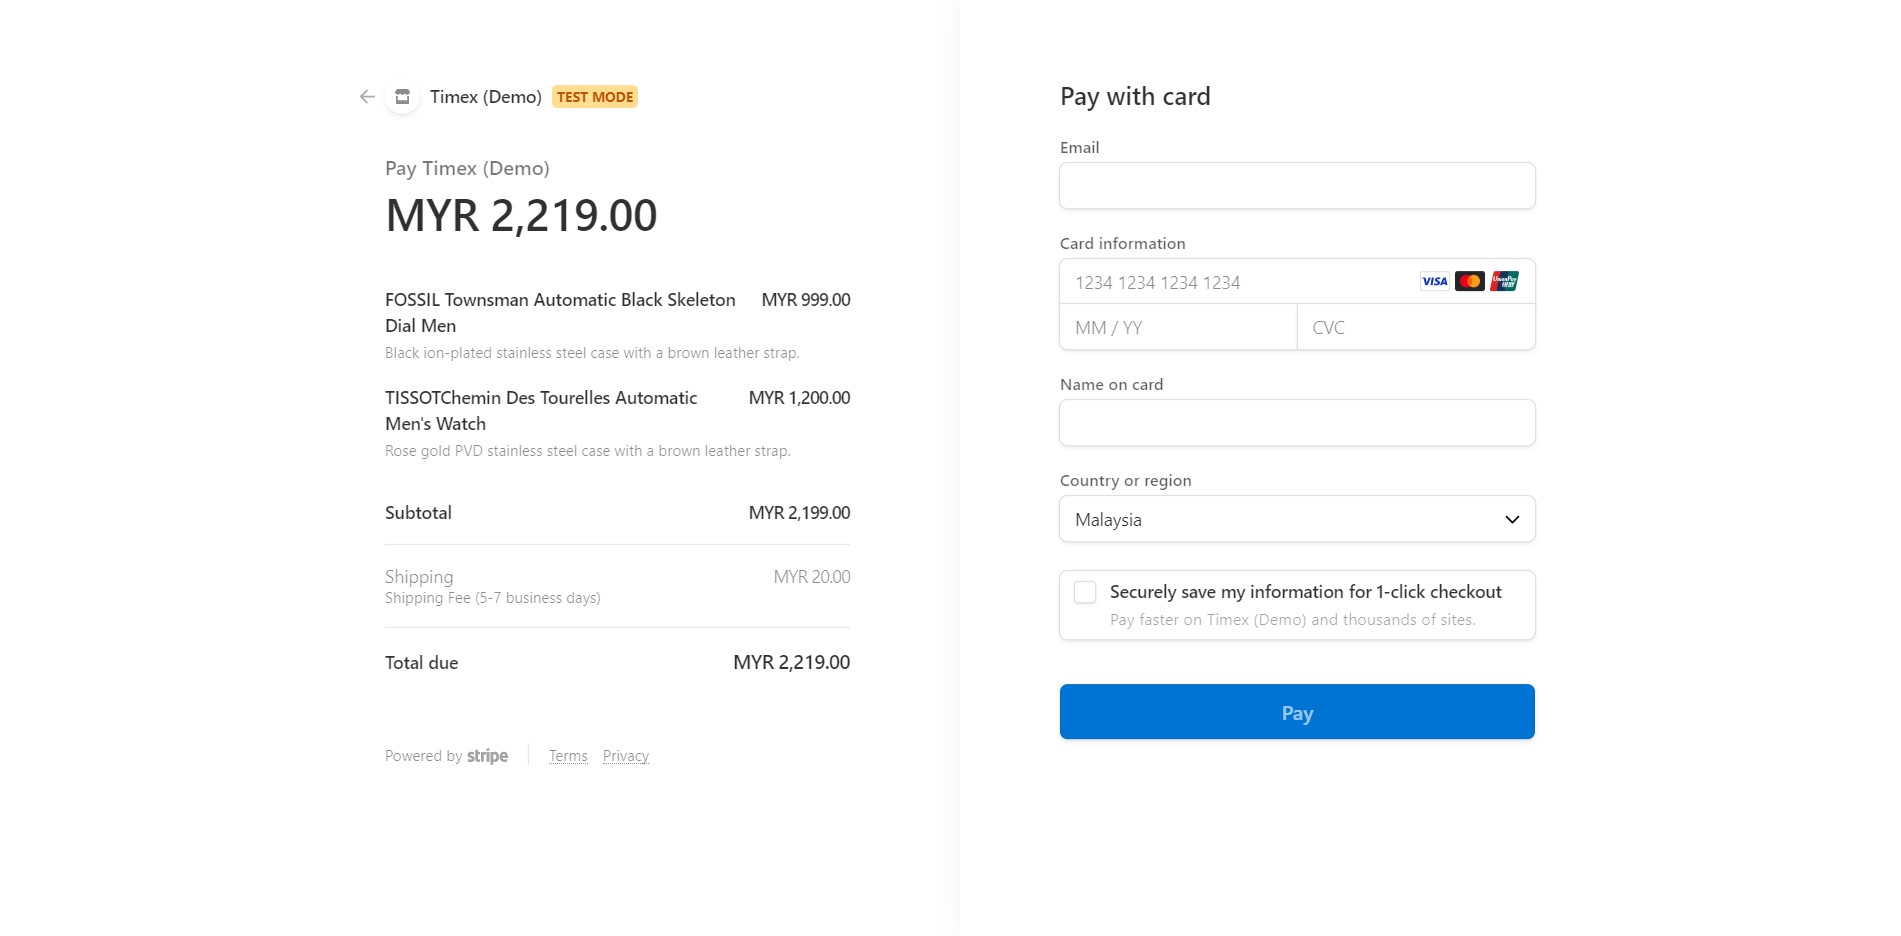 Timex (Demo) TEST MODE
Pay Timex (Demo)
MYR 2,219.00
FOSSIL Townsman Automatic Black Skeleton MYR 999.00
Dial Men
Black ion-plated stainless steel case with a brown leather strap.
TISSOTChemin Des Tourelles Automatic MYR 1,200.00
Men's Watch
Rose gold PVD stainless steel case with a brown leather strap.
Subtotal MYR 2,199.00
Shipping MYR 20.00
Shipping Fee (5-7 business days)
Total due MYR 2,219.00
Powered by stripe Terms Privacy
Pay with card
Email
Card information
1234 1234 1234 1234 VISA UnionPay 银联
MM / YY CVC
Name on card
Country or region
Malaysia
Securely save my information for 1-click checkout
Pay faster on Timex (Demo) and thousands of sites.
Pay